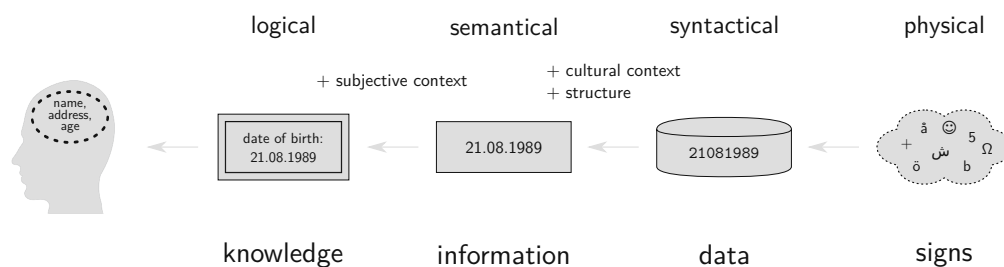 logical semantical syntactical physical
+ subjective context
+ cultural context
+ structure
name,
address,
age
date of birth:
21.08.1989
21.08.1989
21081989
å ☺ 5
+ ش Ω
ö b
knowledge information data signs